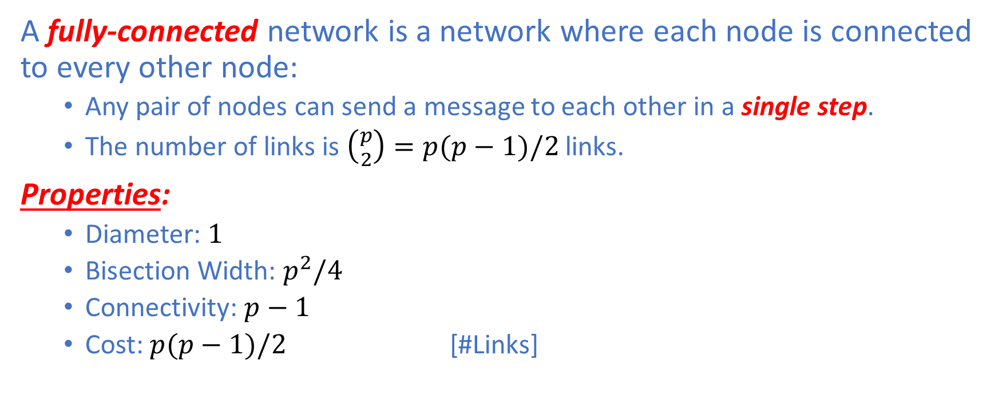 A fully-connected network is a network where each node is connected
to every other node:
• Any pair of nodes can send a message to each other in a single step.
• The number of links is (p 2) = p(p − 1)/2 links.
Properties:
• Diameter: 1
• Bisection Width: p²/4
• Connectivity: p − 1
• Cost: p(p − 1)/2 [#Links]